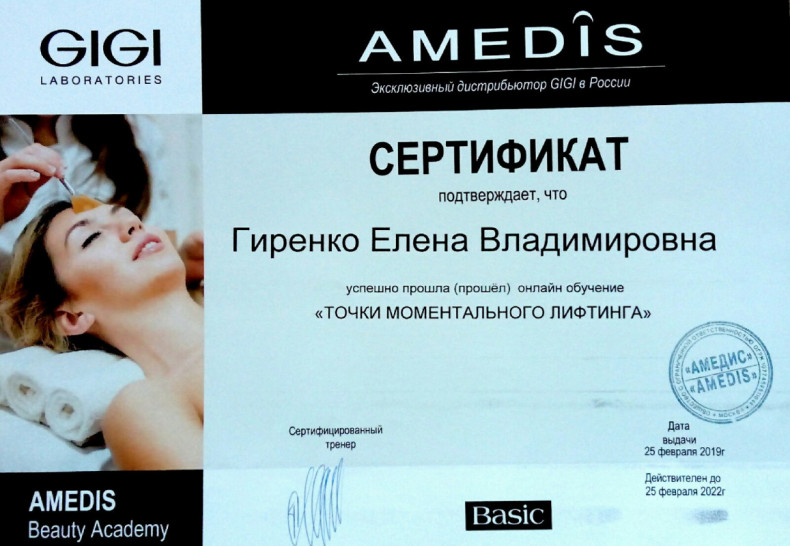 GIGI
LABORATORIES
AMEDIS
Эксклюзивный дистрибьютор GIGI в России
СЕРТИФИКАТ
подтверждает, что
Гиренко Елена Владимировна
успешно прошла (прошёл) онлайн обучение
«ТОЧКИ МОМЕНТАЛЬНОГО ЛИФТИНГА»
«АМЕДИС»
«AMEDIS»
Сертифицированный
тренер
Дата
выдачи
25 февраля 2019г
Действителен до
25 февраля 2022г
AMEDIS
Beauty Academy
Basic